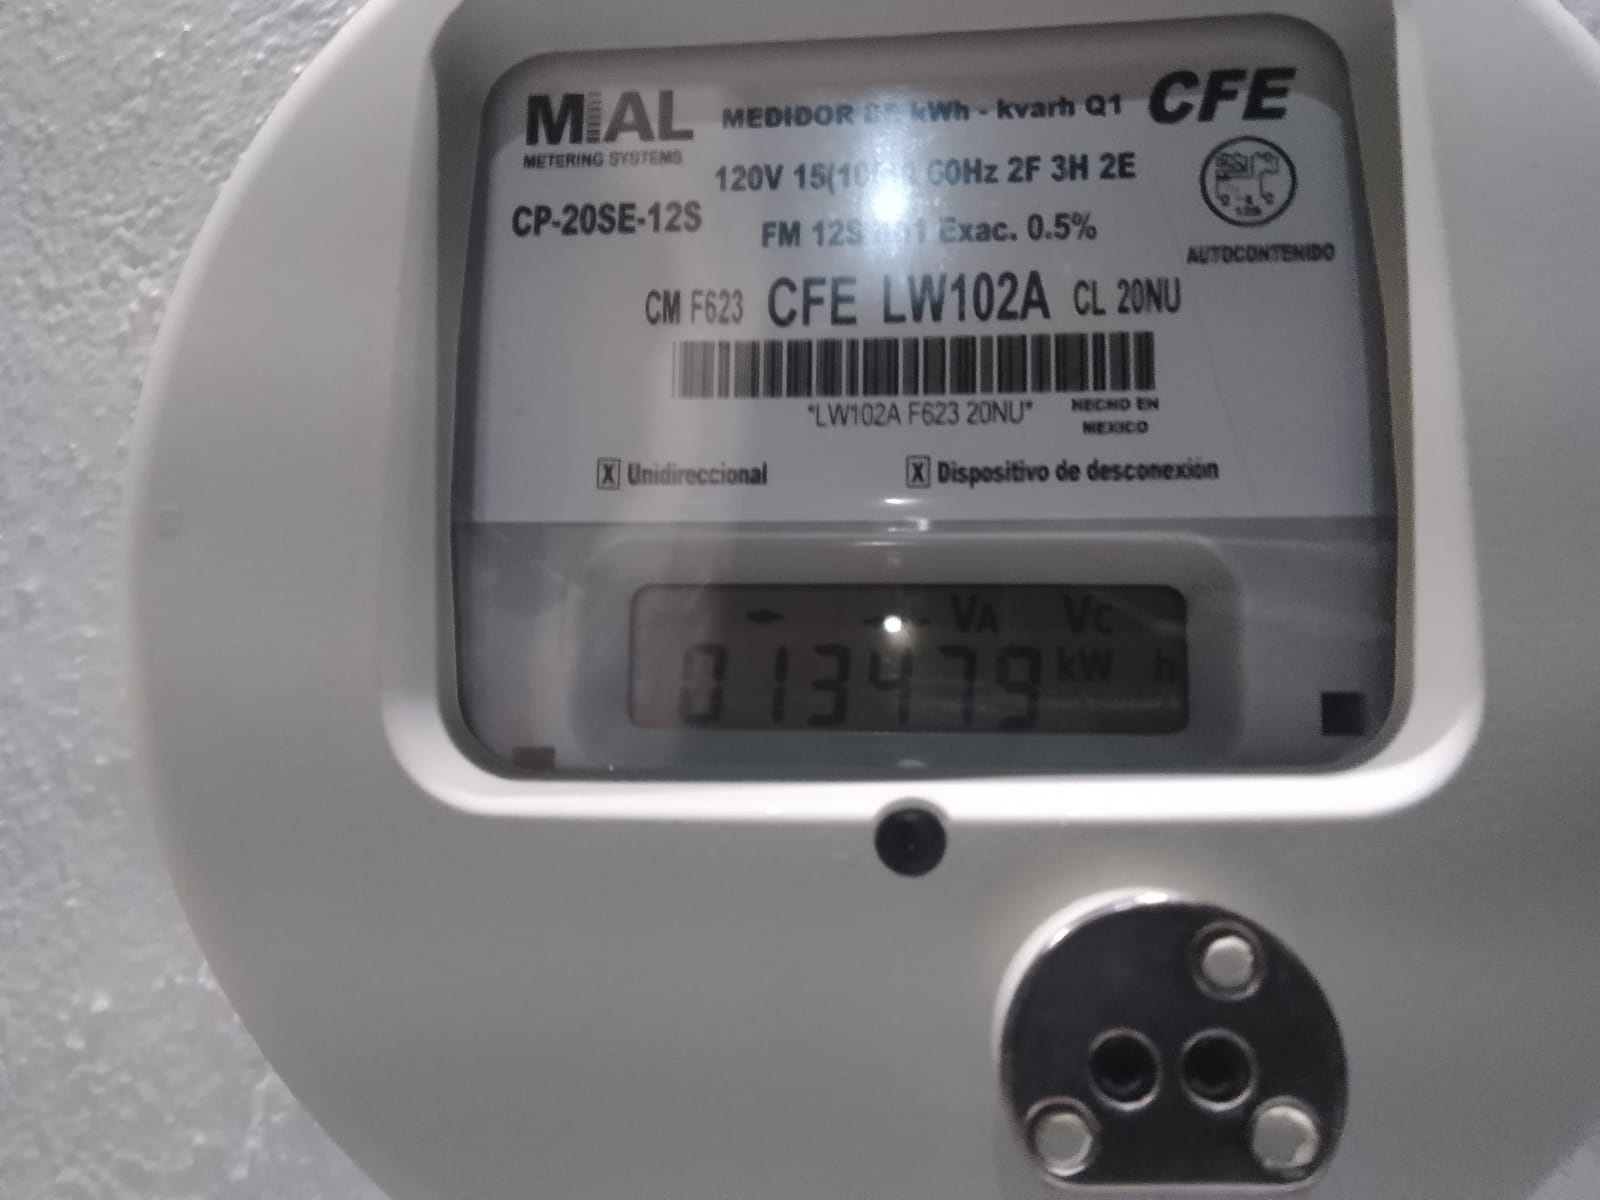 MIAL
METERING SYSTEMS
MEDIDOR DE kWh - kvarh Q1
CFE
120V 60Hz 2F 3H 2E
CP-20SE-12S
FM 12S Exac. 0.5%
AUTOCONTENIDO
CM F623 CFE LW102A CL 20NU
*LW102A F623 20NU*
HECHO EN
MEXICO
X Unidireccional
X Dispositivo de desconexión
VA VC
013479 kW h